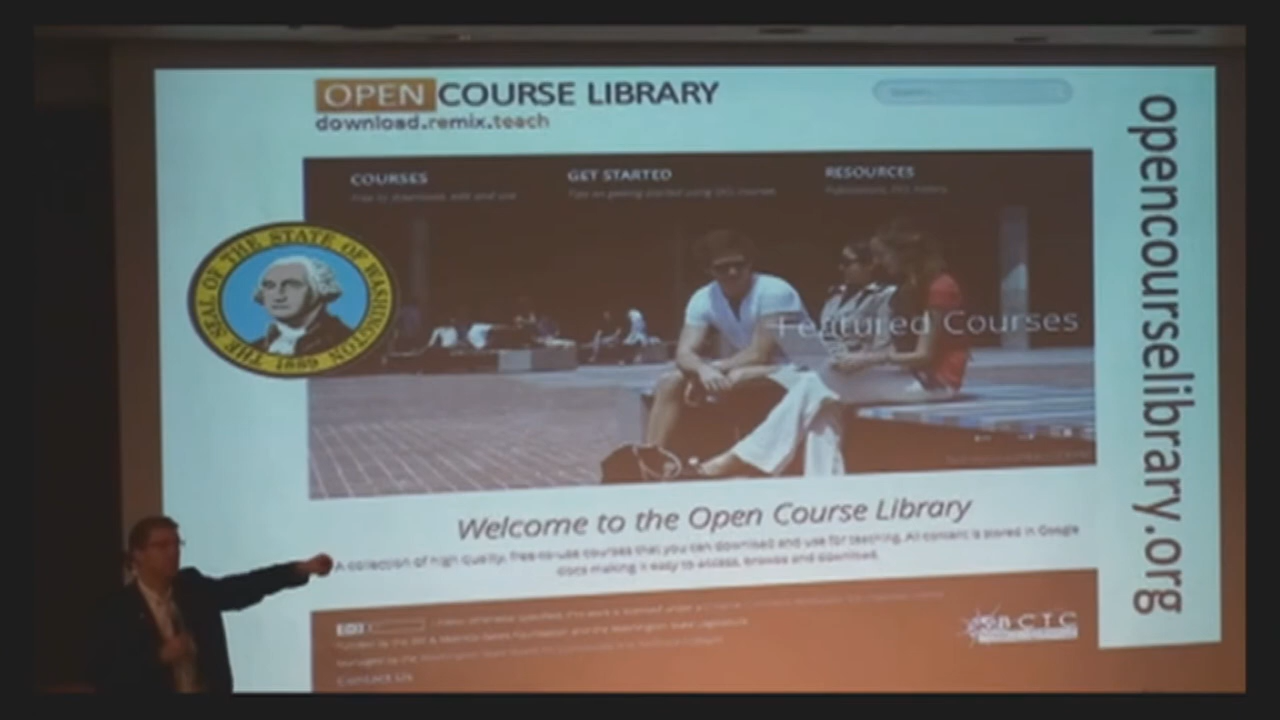 OPEN COURSE LIBRARY
download.remix.teach
COURSES
GET STARTED
RESOURCES
THE SEAL OF THE STATE OF WASHINGTON
1889
Featured Courses
Welcome to the Open Course Library
A collection of high quality, free-to-use courses that you can download and use for teaching. All content is stored in Google
docs making it easy to access, browse and download.
Contact Us
SBCTC
opencourselibrary.org